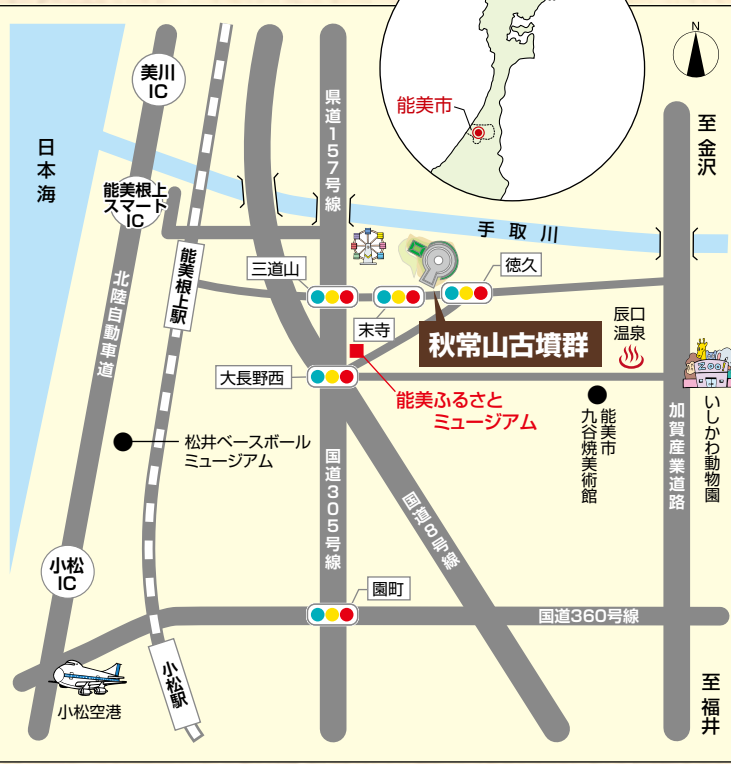 N
能美市
美川
IC
日本海
県道157号線
至 金沢
能美根上
スマート
IC
手取川
能美根上駅
三道山
徳久
北陸自動車道
末寺
秋常山古墳群
辰口
温泉
大長野西
能美ふるさと
ミュージアム
ZOO
いしかわ動物園
加賀産業道路
能美市
九谷焼美術館
松井ベースボール
ミュージアム
国道305号線
国道8号線
小松
IC
園町
国道360号線
小松駅
小松空港
至 福井